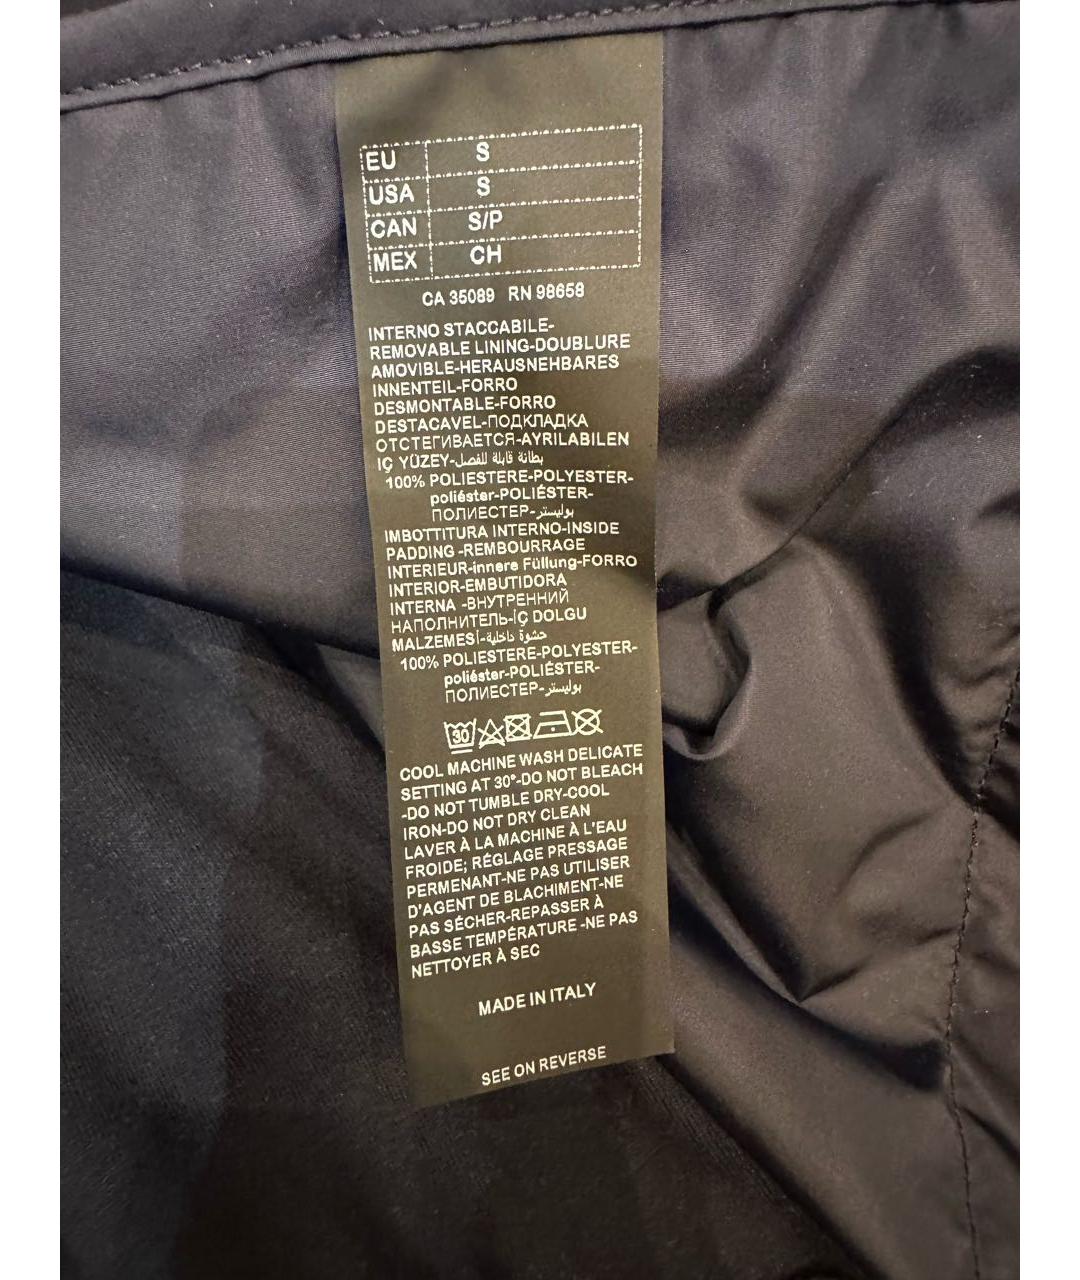 EU S
USA S
CAN S/P
MEX CH
CA 35089 RN 98658
INTERNO STACCABILE-
REMOVABLE LINING-DOUBLURE
AMOVIBLE-HERAUSNEHBARES
INNENTEIL-FORRO
DESMONTABLE-FORRO
DESTACAVEL-ПОДКЛАДКА
ОТСТЕГИВАЕТСЯ-AYRILABILEN
IÇ YÜZEY-بطانة قابلة للفصل
100% POLIESTERE-POLYESTER-
poliéster-POLIÉSTER-
ПОЛИЕСТЕР-بوليستر
IMBOTTITURA INTERNO-INSIDE
PADDING -REMBOURRAGE
INTERIEUR-innere Füllung-FORRO
INTERIOR-EMBUTIDORA
INTERNA -ВНУТРЕННИЙ
НАПОЛНИТЕЛЬ-IÇ DOLGU
MALZEMESI-حشوة داخلية
100% POLIESTERE-POLYESTER-
poliéster-POLIÉSTER-
ПОЛИЕСТЕР-بوليستر
30
COOL MACHINE WASH DELICATE
SETTING AT 30°-DO NOT BLEACH
-DO NOT TUMBLE DRY-COOL
IRON-DO NOT DRY CLEAN
LAVER À LA MACHINE À L'EAU
FROIDE; RÉGLAGE PRESSAGE
PERMENANT-NE PAS UTILISER
D'AGENT DE BLACHIMENT-NE
PAS SÉCHER-REPASSER À
BASSE TEMPÉRATURE -NE PAS
NETTOYER À SEC
MADE IN ITALY
SEE ON REVERSE